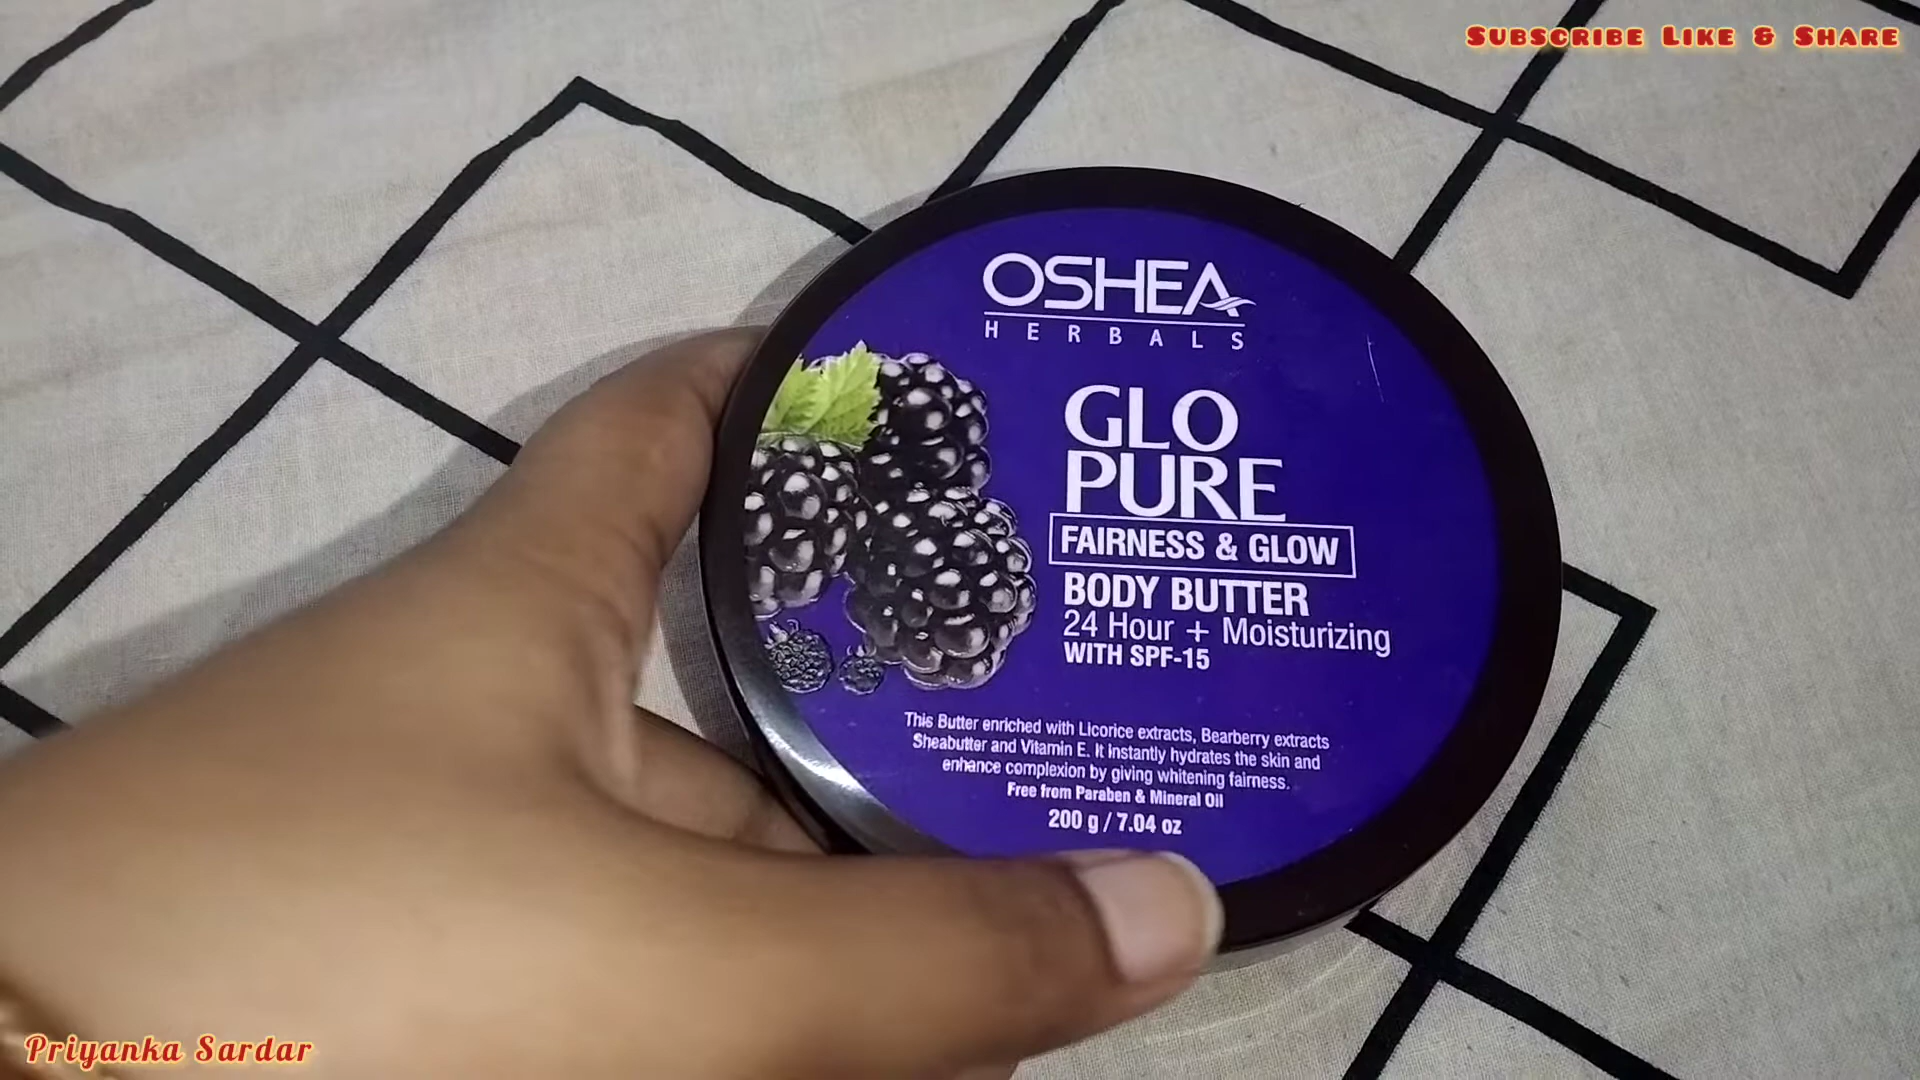 Subscribe Like & Share
OSHEA
HERBALS
GLO
PURE
FAIRNESS & GLOW
BODY BUTTER
24 Hour + Moisturizing
WITH SPF-15
This Butter enriched with Licorice extracts, Bearberry extracts
Sheabutter and Vitamin E. It instantly hydrates the skin and
enhance complexion by giving whitening fairness.
Free from Paraben & Mineral Oil
200 g / 7.04 oz
Priyanka Sardar